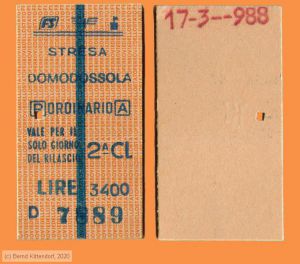 FS
STRESA
DOMODOSSOLA
P ORDINARIO A
VALE PER IL
SOLO GIORNO
DEL RILASCIO
2ª Cl
LIRE 3400
D 7889
17-3--988
(c) Bernd Kittendorf, 2020